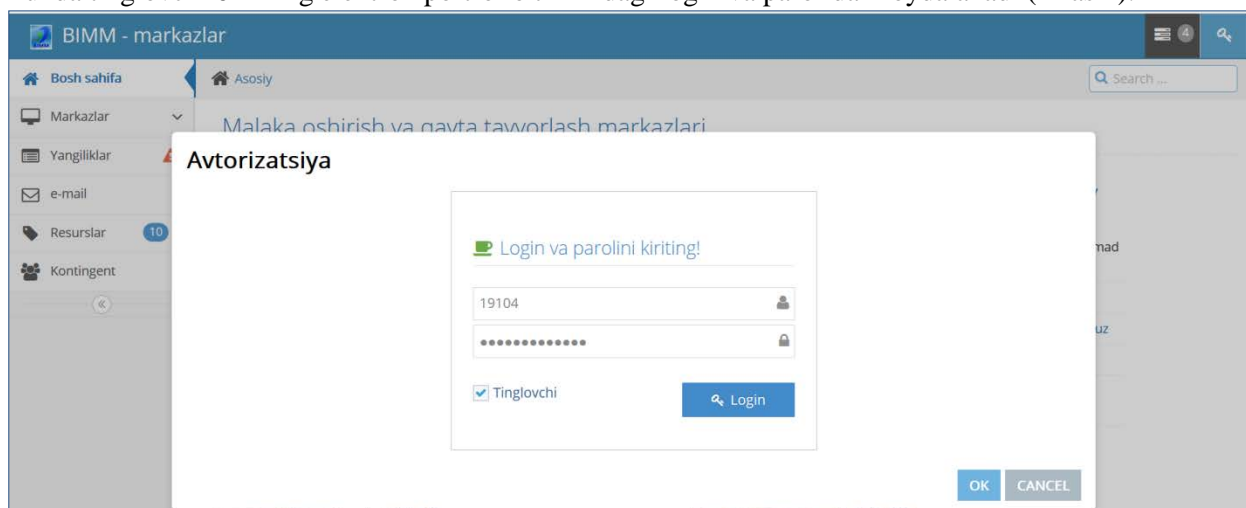 BIMM - markazlar
4
Bosh sahifa
Asosiy
Search ...
Markazlar
Malaka oshirish va qayta tayyorlash markazlari
Yangiliklar
Avtorizatsiya
e-mail
Resurslar 10
Login va parolini kiriting!
mad
Kontingent
19104
uz
Tinglovchi
Login
OK CANCEL